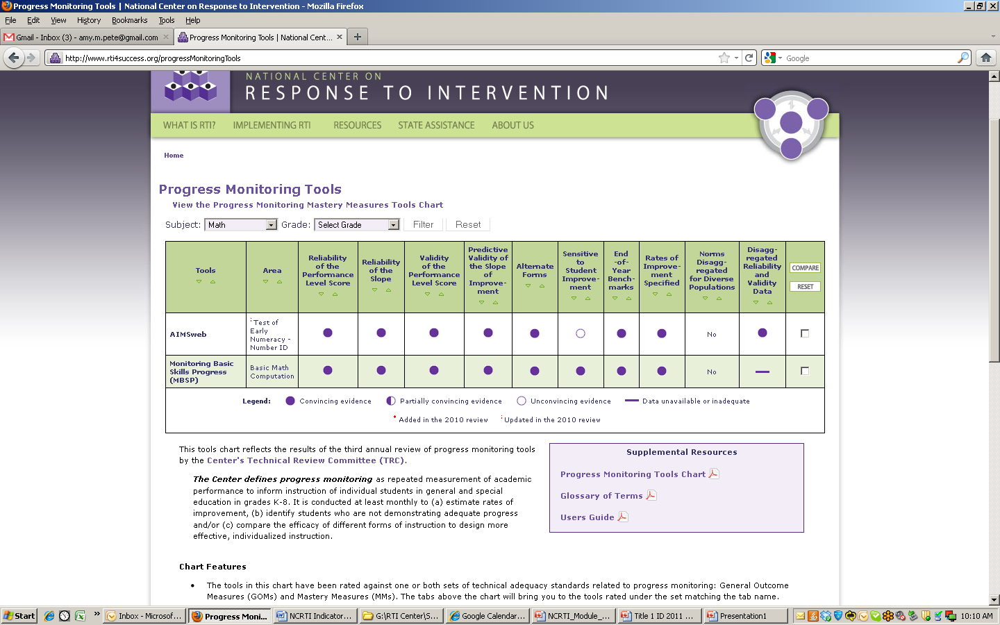 Progress Monitoring Tools | National Center on Response to Intervention - Mozilla Firefox
File Edit View History Bookmarks Tools Help
Gmail - Inbox (3) - amy.m.pete@gmail.com
Progress Monitoring Tools | National Cent...
http://www.rti4success.org/progressMonitoringTools
Google
NATIONAL CENTER ON
RESPONSE TO INTERVENTION
WHAT IS RTI? IMPLEMENTING RTI RESOURCES STATE ASSISTANCE ABOUT US
Home
Progress Monitoring Tools
View the Progress Monitoring Mastery Measures Tools Chart
Subject: Math Grade: Select Grade Filter Reset
Tools
Area
Reliability
of the
Performance
Level Score
Reliability
of the
Slope
Validity
of the
Performance
Level Score
Predictive
Validity of
the Slope
of
Improve-
ment
Alternate
Forms
Sensitive
to
Student
Improve-
ment
End
-of-
Year
Bench-
marks
Rates of
Improve-
ment
Specified
Norms
Disagg-
regated
for Diverse
Populations
Disagg-
regated
Reliability
and
Validity
Data
COMPARE
RESET
AIMSweb
Test of
Early
Numeracy -
Number ID
No
Monitoring Basic
Skills Progress
(MBSP)
Basic Math
Computation
No
Legend: Convincing evidence Partially convincing evidence Unconvincing evidence Data unavailable or inadequate
* Added in the 2010 review ⁚ Updated in the 2010 review
This tools chart reflects the results of the third annual review of progress monitoring tools
by the Center's Technical Review Committee (TRC).
The Center defines progress monitoring as repeated measurement of academic
performance to inform instruction of individual students in general and special
education in grades K-8. It is conducted at least monthly to (a) estimate rates of
improvement, (b) identify students who are not demonstrating adequate progress
and/or (c) compare the efficacy of different forms of instruction to design more
effective, individualized instruction.
Supplemental Resources
Progress Monitoring Tools Chart
Glossary of Terms
Users Guide
Chart Features
• The tools in this chart have been rated against one or both sets of technical adequacy standards related to progress monitoring: General Outcome
Measures (GOMs) and Mastery Measures (MMs). The tabs above the chart will bring you to the tools rated under the set matching the tab name.
Start
Inbox - Microsof...
Progress Moni...
NCRTI Indicator...
G:\RTI Center\S...
Google Calendar...
NCRTI_Module_...
Title 1 ID 2011 ...
Presentation1
10:10 AM